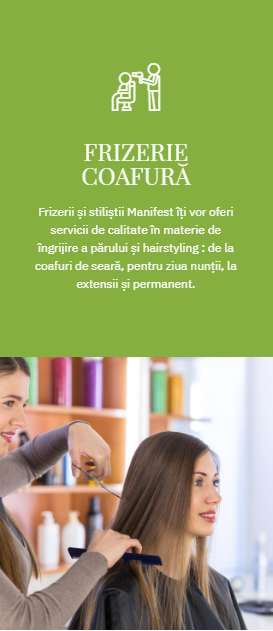 FRIZERIE
COAFURĂ
Frizerii și stiliștii Manifest îți vor oferi
servicii de calitate în materie de
îngrijire a părului și hairstyling : de la
coafuri de seară, pentru ziua nunții, la
extensii și permanent.